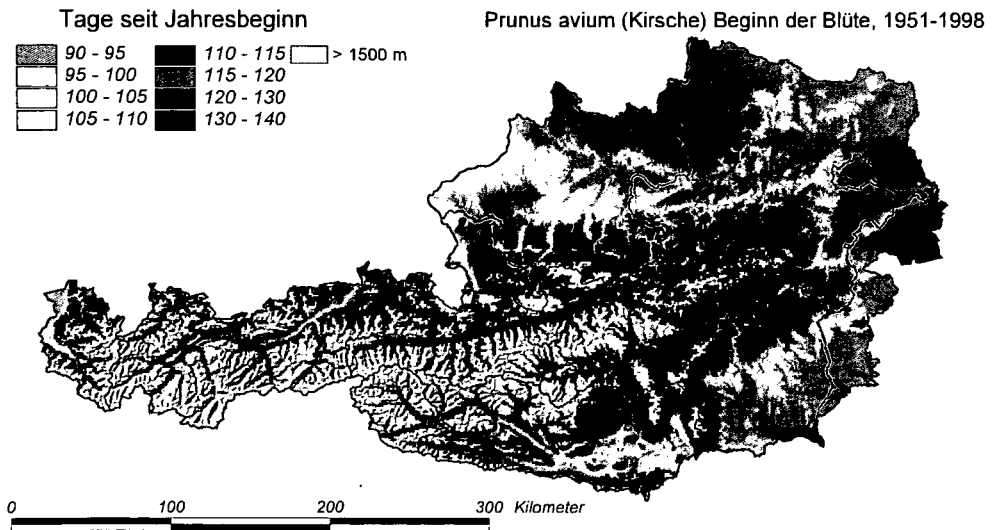 Tage seit Jahresbeginn
Prunus avium (Kirsche) Beginn der Blüte, 1951-1998
90 - 95
110 - 115
> 1500 m
95 - 100
115 - 120
100 - 105
120 - 130
105 - 110
130 - 140
0 100 200 300 Kilometer